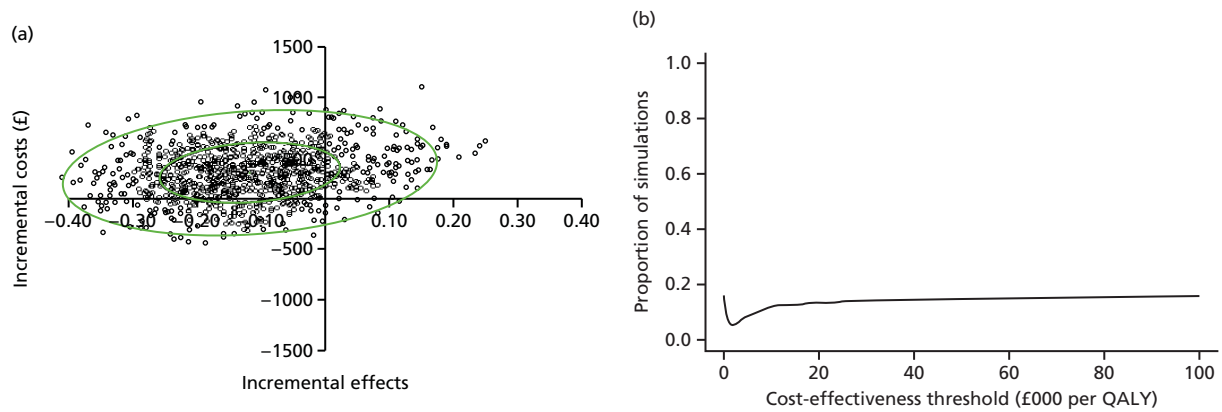 (a)
Incremental costs (£)
1500
1000
−500
−1000
−1500
−0.40 −0.30 −0.20 −0.10 0.10 0.20 0.30 0.40
Incremental effects
(b)
Proportion of simulations
1.0
0.8
0.6
0.4
0.2
0.0
0 20 40 60 80 100
Cost-effectiveness threshold (£000 per QALY)